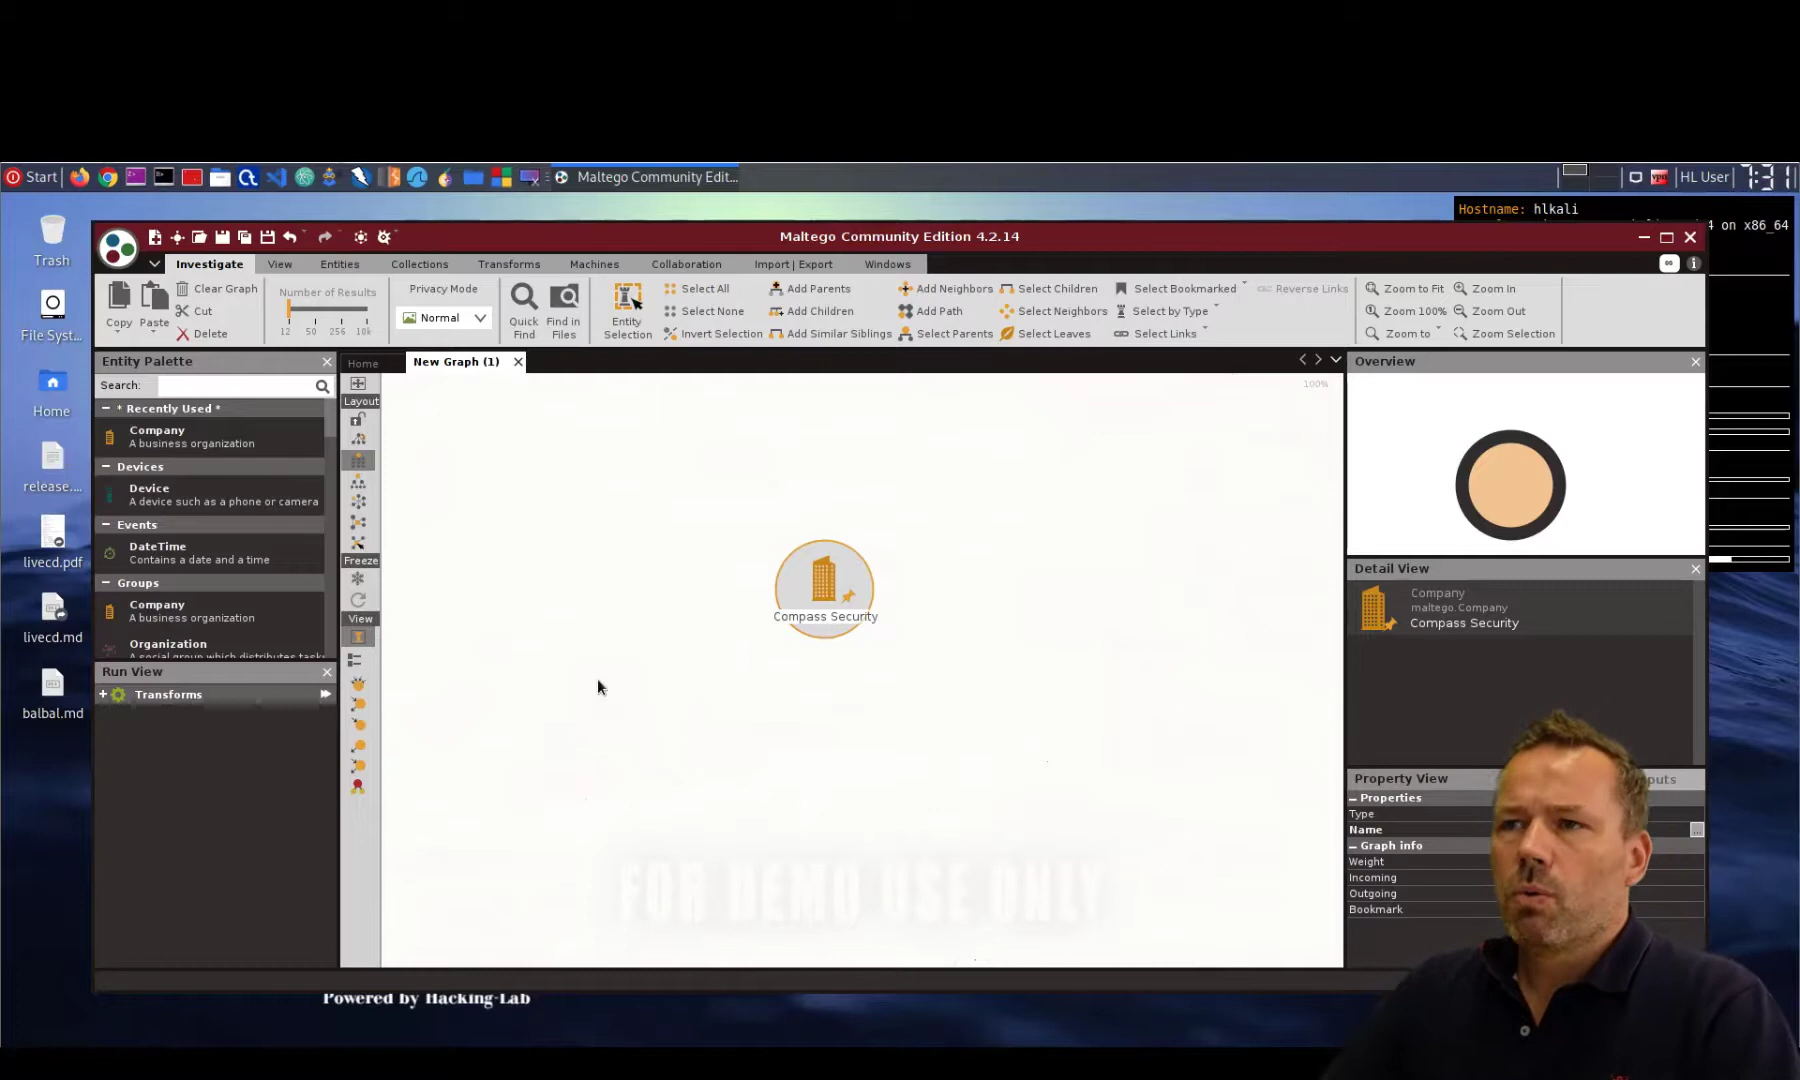 Start
Maltego Community Edit...
HL User
7:31
Hostname: hlkali
4 on x86_64
Trash
File Syst...
Home
release....
livecd.pdf
livecd.md
balbal.md
Maltego Community Edition 4.2.14
Investigate View Entities Collections Transforms Machines Collaboration Import | Export Windows
Copy
Paste
Clear Graph
Cut
Delete
Number of Results
12 50 256 10k
Privacy Mode
Normal
Quick Find
Find in Files
Entity Selection
Select All
Select None
Invert Selection
Add Parents
Add Children
Add Similar Siblings
Add Neighbors
Add Path
Select Parents
Select Children
Select Neighbors
Select Leaves
Select Bookmarked
Select by Type
Select Links
Reverse Links
Zoom to Fit
Zoom 100%
Zoom to
Zoom In
Zoom Out
Zoom Selection
Entity Palette
Search:
* Recently Used *
Company
A business organization
Devices
Device
A device such as a phone or camera
Events
DateTime
Contains a date and a time
Groups
Company
A business organization
Organization
A social group which distributes tasks
Run View
Transforms
Home
New Graph (1)
Layout
Freeze
View
100%
Compass Security
FOR DEMO USE ONLY
Overview
Detail View
Company
maltego.Company
Compass Security
Property View
puts
Properties
Type
Name
Graph info
Weight
Incoming
Outgoing
Bookmark
Powered by Hacking-Lab